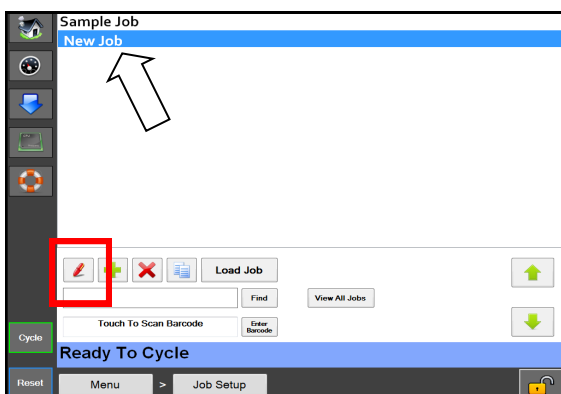 Sample Job
New Job
Load Job
Find
View All Jobs
Touch To Scan Barcode
Enter
Barcode
Cycle
Ready To Cycle
Reset
Menu
>
Job Setup